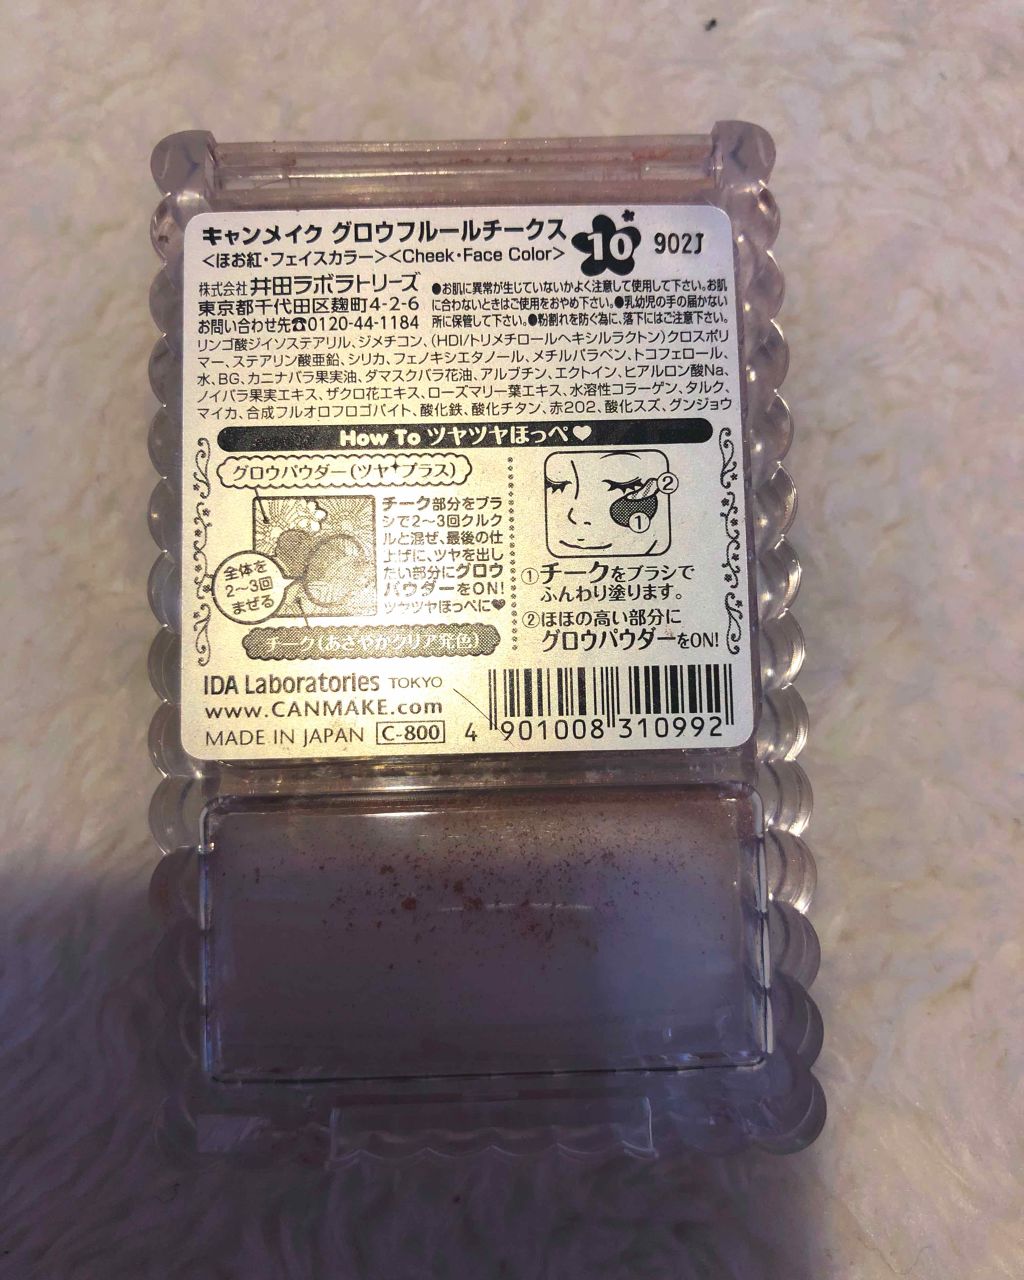 キャンメイク グロウフルールチークス
<ほお紅・フェイスカラー><Cheek・Face Color>
10
902J
株式会社 井田ラボラトリーズ
東京都千代田区麹町4-2-6
お問い合わせ先☎0120-44-1184
●お肌に異常が生じていないかよく注意して使用して下さい。お肌
に合わないときはご使用をおやめ下さい。●乳幼児の手の届かない
所に保管して下さい。●粉割れを防ぐ為に、落下にはご注意下さい。
リンゴ酸ジイソステアリル、ジメチコン、(HDI/トリメチロールヘキシルラクトン)クロスポリ
マー、ステアリン酸亜鉛、シリカ、フェノキシエタノール、メチルパラベン、トコフェロール、
水、BG、カニナバラ果実油、ダマスクバラ花油、アルブチン、エクトイン、ヒアルロン酸Na、
ノイバラ果実エキス、ザクロ花エキス、ローズマリー葉エキス、水溶性コラーゲン、タルク、
マイカ、合成フルオロフロゴパイト、酸化鉄、酸化チタン、赤202、酸化スズ、グンジョウ
How To ツヤツヤほっぺ♥
グロウパウダー(ツヤ✦プラス)
全体を
2〜3回
まぜる
チーク部分をブラ
シで2〜3回クルク
ルと混ぜ、最後の仕
上げに、ツヤを出し
たい部分にグロウ
パウダーをON!
ツヤツヤほっぺに♥
チーク(あざやかクリア発色)
②
①
①チークをブラシで
ふんわり塗ります。
②ほほの高い部分に
グロウパウダーをON!
IDA Laboratories TOKYO
www.CANMAKE.com
MADE IN JAPAN C-800
4 901008 310992